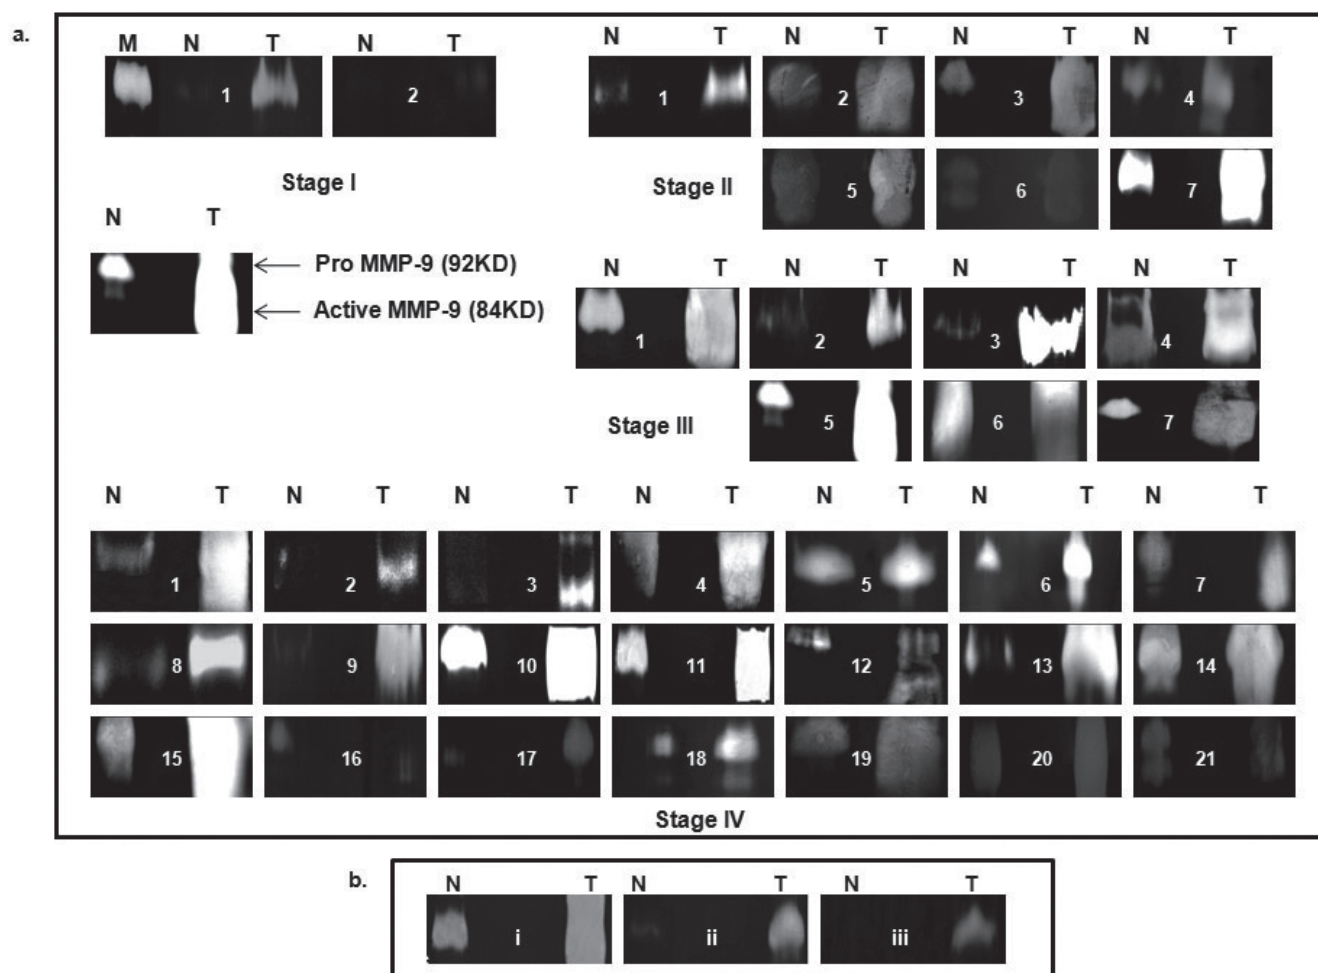 a.
M N T N T
1 2
Stage I
N T N T N T N T
1 2 3 4
Stage II
5 6 7
N T
Pro MMP-9 (92KD)
Active MMP-9 (84KD)
N T N T N T N T
1 2 3 4
Stage III
5 6 7
N T N T N T N T N T N T N T
1 2 3 4 5 6 7
8 9 10 11 12 13 14
15 16 17 18 19 20 21
Stage IV
b.
N T N T N T
i ii iii